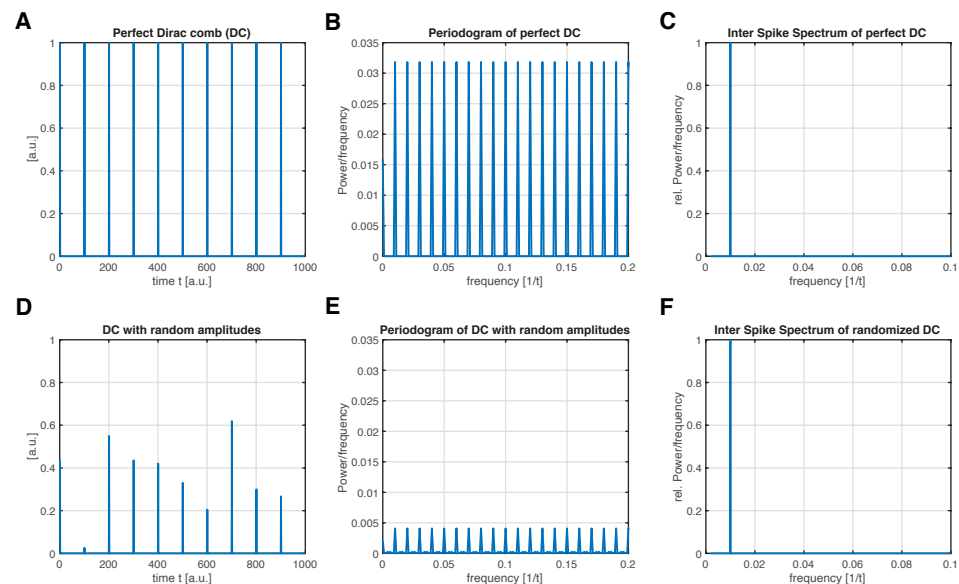 A
Perfect Dirac comb (DC)
1
0.8
0.6
0.4
0.2
0
[a.u.]
0 200 400 600 800 1000
time t [a.u.]
B
Periodogram of perfect DC
0.035
0.03
0.025
0.02
0.015
0.01
0.005
0
Power/frequency
0 0.05 0.1 0.15 0.2
frequency [1/t]
C
Inter Spike Spectrum of perfect DC
1
0.8
0.6
0.4
0.2
0
rel. Power/frequency
0 0.02 0.04 0.06 0.08 0.1
frequency [1/t]
D
DC with random amplitudes
1
0.8
0.6
0.4
0.2
0
[a.u.]
0 200 400 600 800 1000
time t [a.u.]
E
Periodogram of DC with random amplitudes
0.035
0.03
0.025
0.02
0.015
0.01
0.005
0
Power/frequency
0 0.05 0.1 0.15 0.2
frequency [1/t]
F
Inter Spike Spectrum of randomized DC
1
0.8
0.6
0.4
0.2
0
rel. Power/frequency
0 0.02 0.04 0.06 0.08 0.1
frequency [1/t]